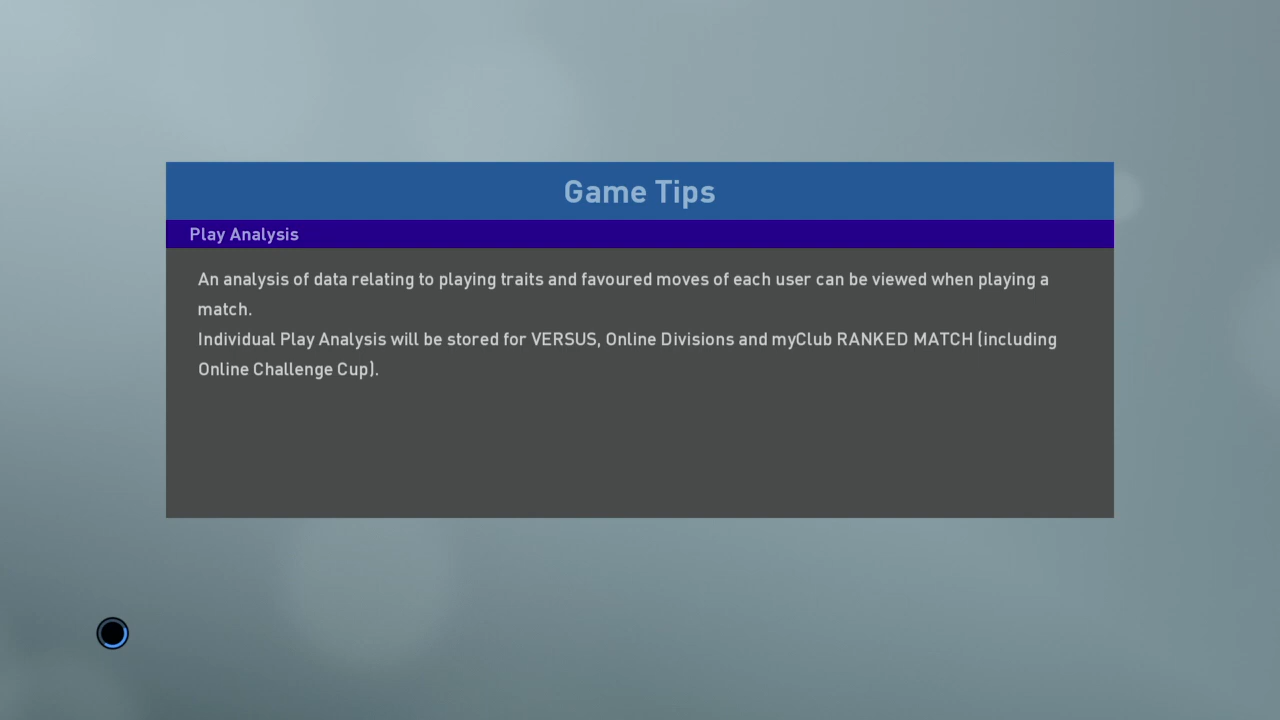 Game Tips
Play Analysis
An analysis of data relating to playing traits and favoured moves of each user can be viewed when playing a
match.
Individual Play Analysis will be stored for VERSUS, Online Divisions and myClub RANKED MATCH (including
Online Challenge Cup).